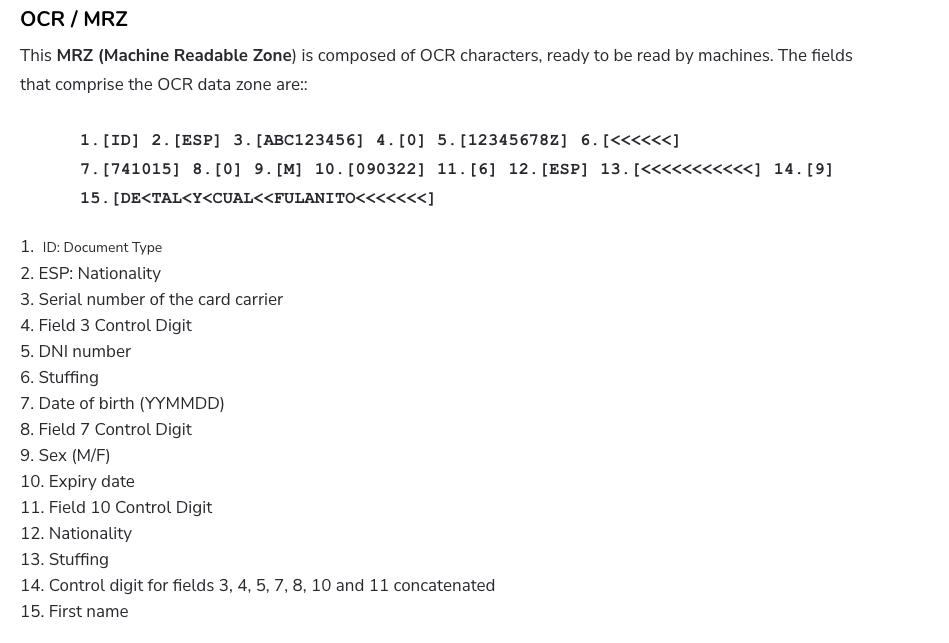 OCR / MRZ
This MRZ (Machine Readable Zone) is composed of OCR characters, ready to be read by machines. The fields
that comprise the OCR data zone are::
1.[ID] 2.[ESP] 3.[ABC123456] 4.[0] 5.[12345678Z] 6.[<<<<<<]
7.[741015] 8.[0] 9.[M] 10.[090322] 11.[6] 12.[ESP] 13.[<<<<<<<<<<<] 14.[9]
15.[DE<TAL<Y<CUAL<<FULANITO<<<<<<<]
1. ID: Document Type
2. ESP: Nationality
3. Serial number of the card carrier
4. Field 3 Control Digit
5. DNI number
6. Stuffing
7. Date of birth (YYMMDD)
8. Field 7 Control Digit
9. Sex (M/F)
10. Expiry date
11. Field 10 Control Digit
12. Nationality
13. Stuffing
14. Control digit for fields 3, 4, 5, 7, 8, 10 and 11 concatenated
15. First name